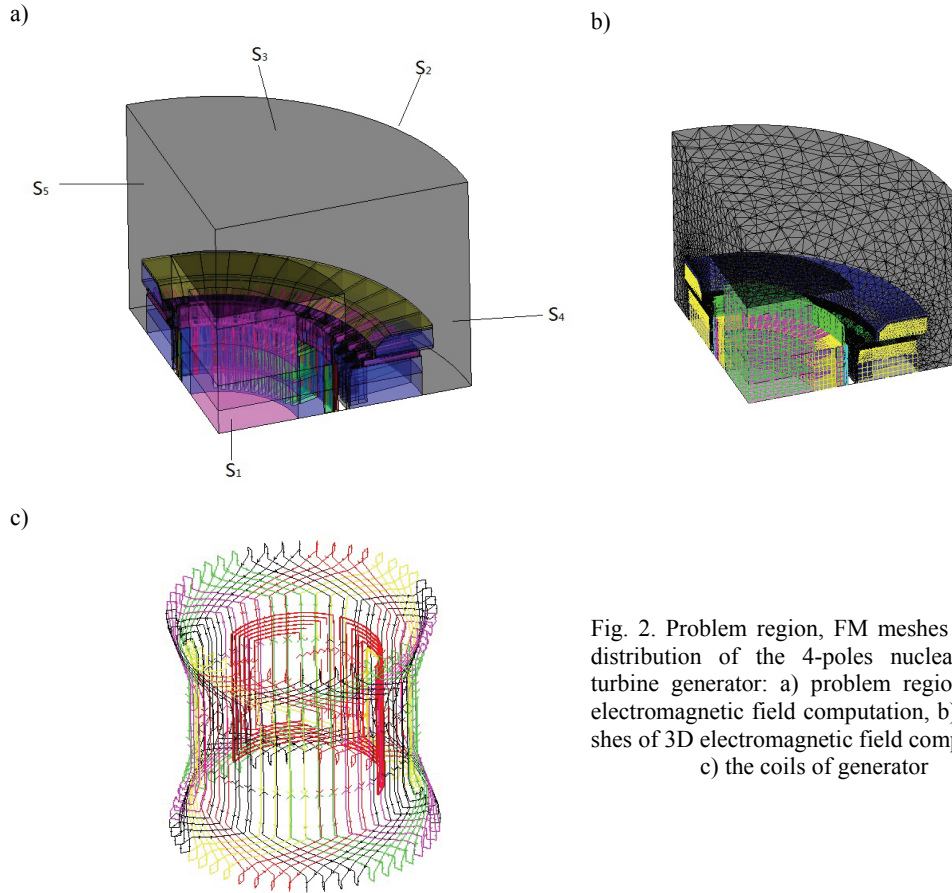 a)
b)
S3
S2
S5
S4
S1
c)
Fig. 2. Problem region, FM meshes
distribution of the 4-poles nuclea
turbine generator: a) problem regio
electromagnetic field computation, b)
shes of 3D electromagnetic field comp
c) the coils of generator